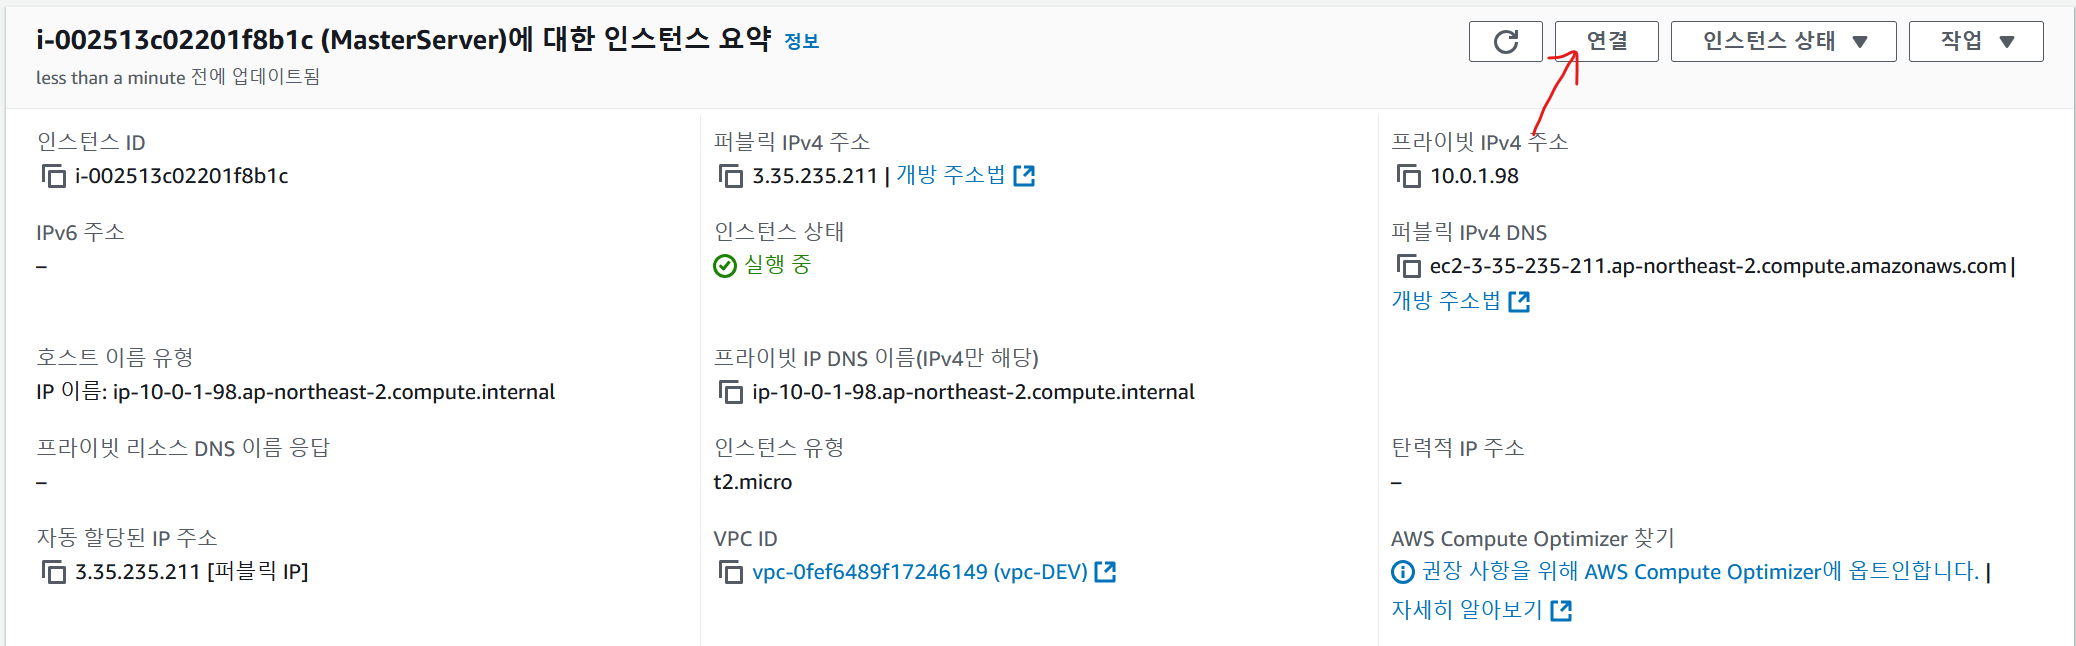 i-002513c02201f8b1c (MasterServer)에 대한 인스턴스 요약 정보
less than a minute 전에 업데이트됨
연결
인스턴스 상태
작업
인스턴스 ID
i-002513c02201f8b1c
퍼블릭 IPv4 주소
3.35.235.211 | 개방 주소법
프라이빗 IPv4 주소
10.0.1.98
IPv6 주소
–
인스턴스 상태
실행 중
퍼블릭 IPv4 DNS
ec2-3-35-235-211.ap-northeast-2.compute.amazonaws.com |
개방 주소법
호스트 이름 유형
IP 이름: ip-10-0-1-98.ap-northeast-2.compute.internal
프라이빗 IP DNS 이름(IPv4만 해당)
ip-10-0-1-98.ap-northeast-2.compute.internal
프라이빗 리소스 DNS 이름 응답
–
인스턴스 유형
t2.micro
탄력적 IP 주소
–
자동 할당된 IP 주소
3.35.235.211 [퍼블릭 IP]
VPC ID
vpc-0fef6489f17246149 (vpc-DEV)
AWS Compute Optimizer 찾기
권장 사항을 위해 AWS Compute Optimizer에 옵트인합니다. |
자세히 알아보기